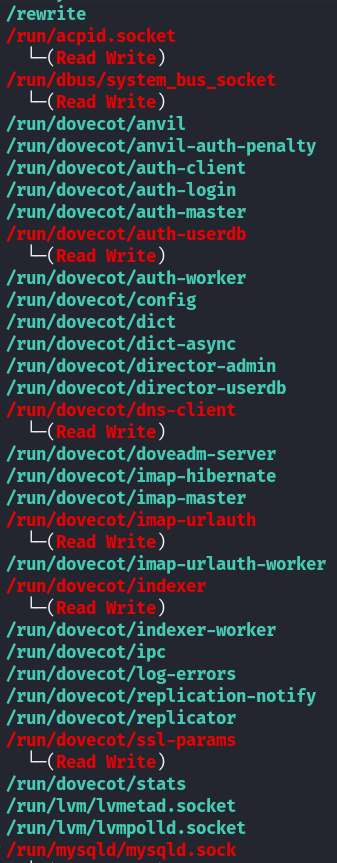 /rewrite
/run/acpid.socket
└─(Read Write)
/run/dbus/system_bus_socket
└─(Read Write)
/run/dovecot/anvil
/run/dovecot/anvil-auth-penalty
/run/dovecot/auth-client
/run/dovecot/auth-login
/run/dovecot/auth-master
/run/dovecot/auth-userdb
└─(Read Write)
/run/dovecot/auth-worker
/run/dovecot/config
/run/dovecot/dict
/run/dovecot/dict-async
/run/dovecot/director-admin
/run/dovecot/director-userdb
/run/dovecot/dns-client
└─(Read Write)
/run/dovecot/doveadm-server
/run/dovecot/imap-hibernate
/run/dovecot/imap-master
/run/dovecot/imap-urlauth
└─(Read Write)
/run/dovecot/imap-urlauth-worker
/run/dovecot/indexer
└─(Read Write)
/run/dovecot/indexer-worker
/run/dovecot/ipc
/run/dovecot/log-errors
/run/dovecot/replication-notify
/run/dovecot/replicator
/run/dovecot/ssl-params
└─(Read Write)
/run/dovecot/stats
/run/lvm/lvmetad.socket
/run/lvm/lvmpolld.socket
/run/mysqld/mysqld.sock